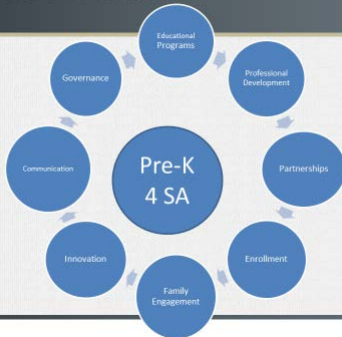 Educational
Programs
Professional
Development
Partnerships
Enrollment
Family
Engagement
Innovation
Communication
Governance
Pre-K
4 SA